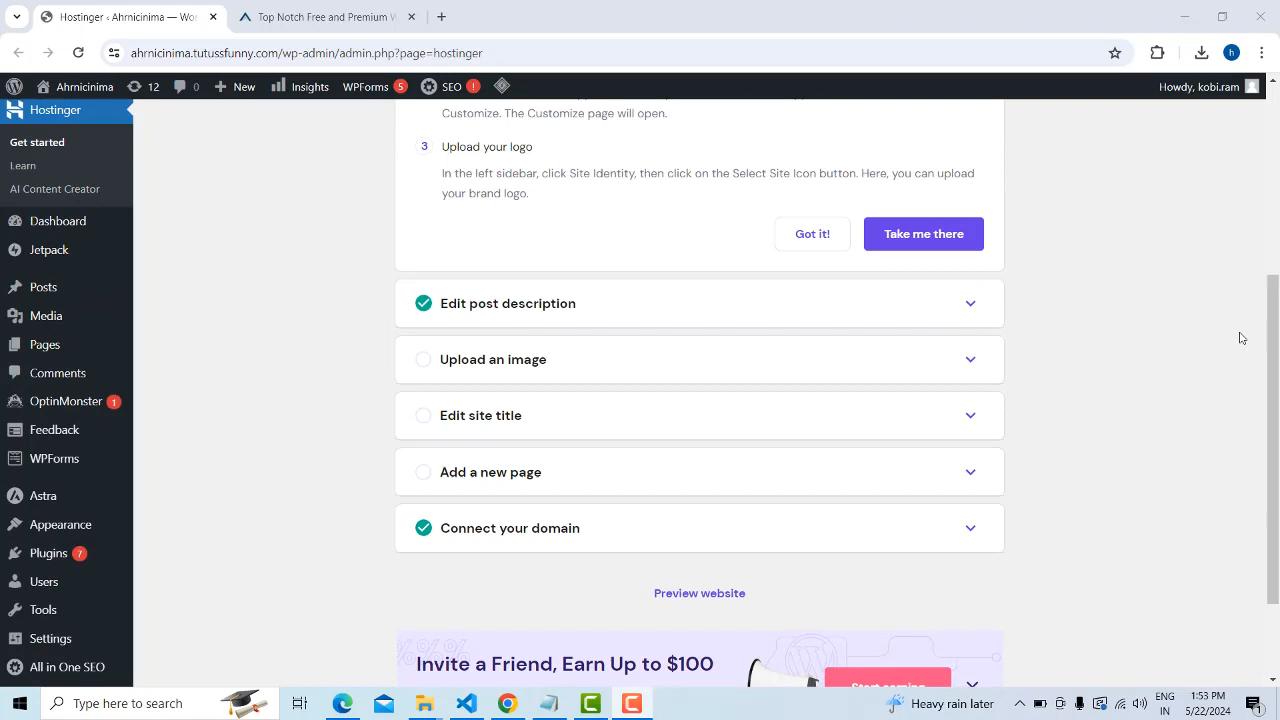 Hostinger ‹ Ahrnicinima — Wor
Top Notch Free and Premium W
ahrnicinima.tutussfunny.com/wp-admin/admin.php?page=hostinger
h
Ahrnicinima
12
0
New
Insights
WPForms 5
SEO !
Howdy, kobi.ram
Hostinger
Get started
Learn
AI Content Creator
Dashboard
Jetpack
Posts
Media
Pages
Comments
OptinMonster 1
Feedback
WPForms
Astra
Appearance
Plugins 7
Users
Tools
Settings
All in One SEO
Customize. The Customize page will open.
3 Upload your logo
In the left sidebar, click Site Identity, then click on the Select Site Icon button. Here, you can upload
your brand logo.
Got it!
Take me there
Edit post description
Upload an image
Edit site title
Add a new page
Connect your domain
Preview website
Invite a Friend, Earn Up to $100
Start earning
Type here to search
Heavy rain later
ENG
IN
1:53 PM
5/22/2024
1